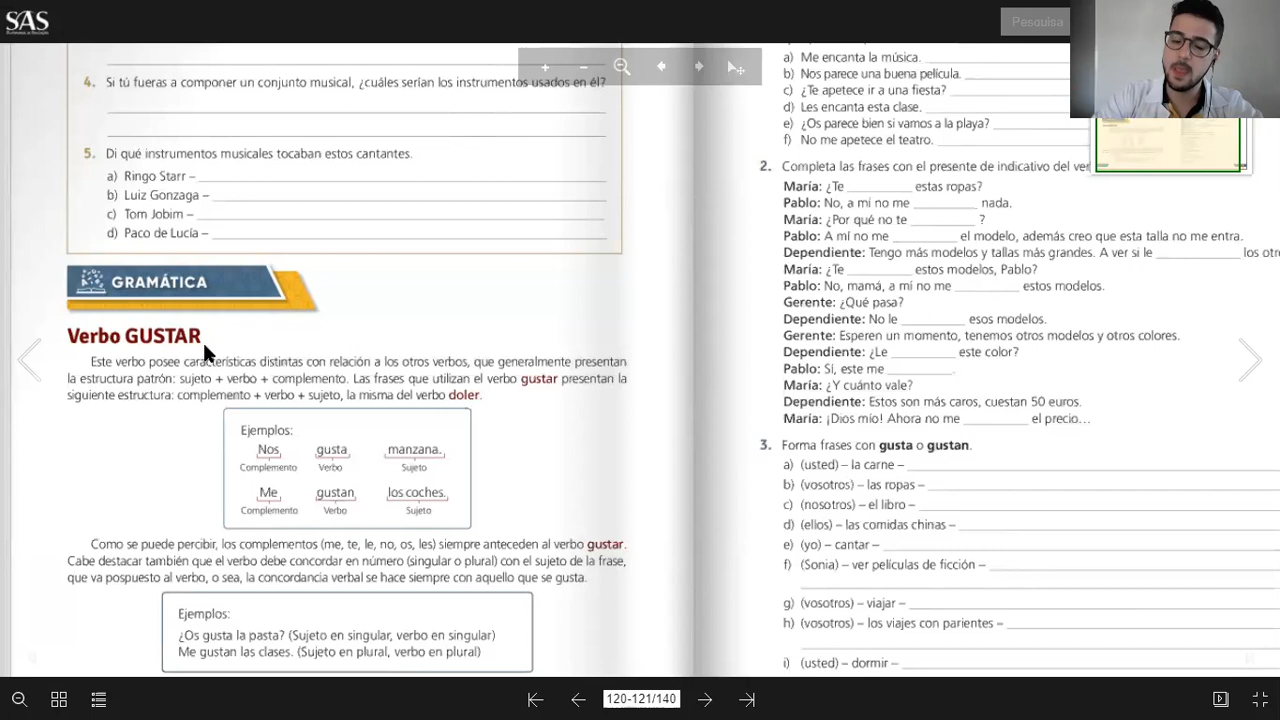 SAS
Pesquisa
4. Si tú fueras a componer un conjunto musical, ¿cuáles serían los instrumentos usados en él?
5. Di qué instrumentos musicales tocaban estos cantantes.
a) Ringo Starr –
b) Luiz Gonzaga –
c) Tom Jobim –
d) Paco de Lucía –
GRAMÁTICA
Verbo GUSTAR
Este verbo posee características distintas con relación a los otros verbos, que generalmente presentan
la estructura patrón: sujeto + verbo + complemento. Las frases que utilizan el verbo gustar presentan la
siguiente estructura: complemento + verbo + sujeto, la misma del verbo doler.
Ejemplos:
Nos gusta manzana.
Complemento Verbo Sujeto
Me gustan los coches.
Complemento Verbo Sujeto
Como se puede percibir, los complementos (me, te, le, no, os, les) siempre anteceden al verbo gustar.
Cabe destacar también que el verbo debe concordar en número (singular o plural) con el sujeto de la frase,
que va pospuesto al verbo, o sea, la concordancia verbal se hace siempre con aquello que se gusta.
Ejemplos:
¿Os gusta la pasta? (Sujeto en singular, verbo en singular)
Me gustan las clases. (Sujeto en plural, verbo en plural)
a) Me encanta la música.
b) Nos parece una buena película.
c) ¿Te apetece ir a una fiesta?
d) Les encanta esta clase.
e) ¿Os parece bien si vamos a la playa?
f) No me apetece el teatro.
2. Completa las frases con el presente de indicativo del ver
María: ¿Te ________ estas ropas?
Pablo: No, a mí no me ________ nada.
María: ¿Por qué no te ________ ?
Pablo: A mí no me ________ el modelo, además creo que esta talla no me entra.
Dependiente: Tengo más modelos y tallas más grandes. A ver si le ________ los otr
María: ¿Te ________ estos modelos, Pablo?
Pablo: No, mamá, a mí no me ________ estos modelos.
Gerente: ¿Qué pasa?
Dependiente: No le ________ esos modelos.
Gerente: Esperen un momento, tenemos otros modelos y otros colores.
Dependiente: ¿Le ________ este color?
Pablo: Sí, este me ________.
María: ¿Y cuánto vale?
Dependiente: Estos son más caros, cuestan 50 euros.
María: ¡Dios mío! Ahora no me ________ el precio...
3. Forma frases con gusta o gustan.
a) (usted) – la carne –
b) (vosotros) – las ropas –
c) (nosotros) – el libro –
d) (ellos) – las comidas chinas –
e) (yo) – cantar –
f) (Sonia) – ver películas de ficción –
g) (vosotros) – viajar –
h) (vosotros) – los viajes con parientes –
i) (usted) – dormir –
120-121/140